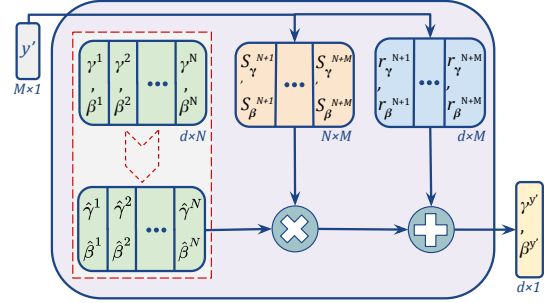 y'
M×1
γ¹ γ² ••• γᴺ
, , ,
β¹ β² βᴺ
d×N
S_γ^{N+1} ••• S_γ^{N+M}
, ,
S_β^{N+1} S_β^{N+M}
N×M
r_γ^{N+1} ••• r_γ^{N+M}
, ,
r_β^{N+1} r_β^{N+M}
d×M
γ̂¹ γ̂² ••• γ̂ᴺ
β̂¹ β̂² β̂ᴺ
γ^{y'}
,
β^{y'}
d×1